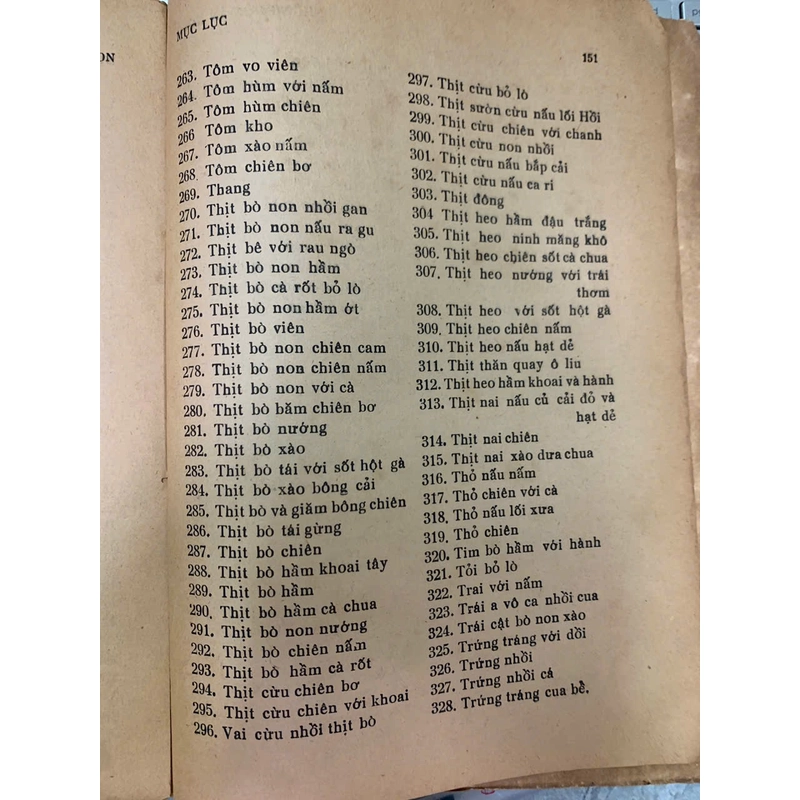 ON
MỤC LỤC
151
263. Tôm vo viên
264. Tôm hùm với nấm
265. Tôm hùm chiên
266 Tôm kho
267. Tôm xào nấm
268. Tôm chiên bơ
269. Thang
270. Thịt bò non nhồi gan
271. Thịt bò non nấu ra gu
272. Thịt bê với rau ngò
273. Thịt bò non hầm
274. Thịt bò cà rốt bỏ lò
275. Thịt bò non hầm ớt
276. Thịt bò viên
277. Thịt bò non chiên cam
278. Thịt bò non chiên nấm
279. Thịt bò non với cà
280. Thịt bò băm chiên bơ
281. Thịt bò nướng
282. Thịt bò xào
283. Thịt bò tái với sốt hột gà
284. Thịt bò xào bông cải
285. Thịt bò và giăm bông chiên
286. Thịt bò tái gừng
287. Thịt bò chiên
288. Thịt bò hầm khoai tây
289. Thịt bò hầm
290. Thịt bò hầm cà chua
291. Thịt bò non nướng
292. Thịt bò chiên nấm
293. Thịt bò hầm cà rốt
294. Thịt cừu chiên bơ
295. Thịt cừu chiên với khoai
296. Vai cừu nhồi thịt bò
297. Thịt cừu bỏ lò
298. Thịt sườn cừu nấu lối Hồi
299. Thịt cừu chiên với chanh
300. Thịt cừu non nhồi
301. Thịt cừu nấu bắp cải
302. Thịt cừu nấu ca ri
303. Thịt đông
304 Thịt heo hầm đậu trắng
305. Thịt heo ninh măng khô
306. Thịt heo chiên sốt cà chua
307. Thịt heo nướng với trái
thơm
308. Thịt heo với sốt hột gà
309. Thịt heo chiên nấm
310. Thịt heo nấu hạt dẻ
311. Thịt thăn quay ô liu
312. Thịt heo hầm khoai và hành
313. Thịt nai nấu củ cải đỏ và
hạt dẻ
314. Thịt nai chiên
315. Thịt nai xào dưa chua
316. Thỏ nấu nấm
317. Thỏ chiên với cà
318. Thỏ nấu lối xưa
319. Thỏ chiên
320. Tim bò hầm với hành
321. Tỏi bỏ lò
322. Trai với nấm
323. Trái a vô ca nhồi cua
324. Trái cật bò non xào
325. Trứng tráng với dồi
326. Trứng nhồi
327. Trứng nhồi cá
328. Trứng tráng cua bể.